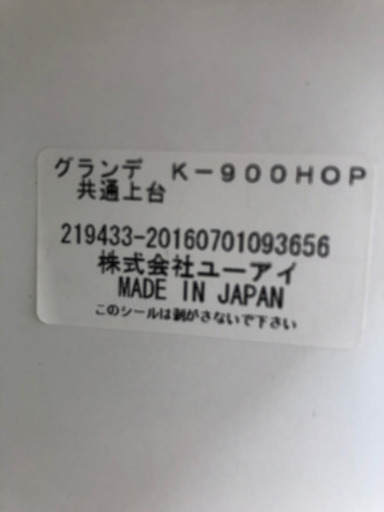 グランデ　K－900HOP
共通上台
219433-20160701093656
株式会社ユーアイ
MADE IN JAPAN
このシールは剥がさないで下さい